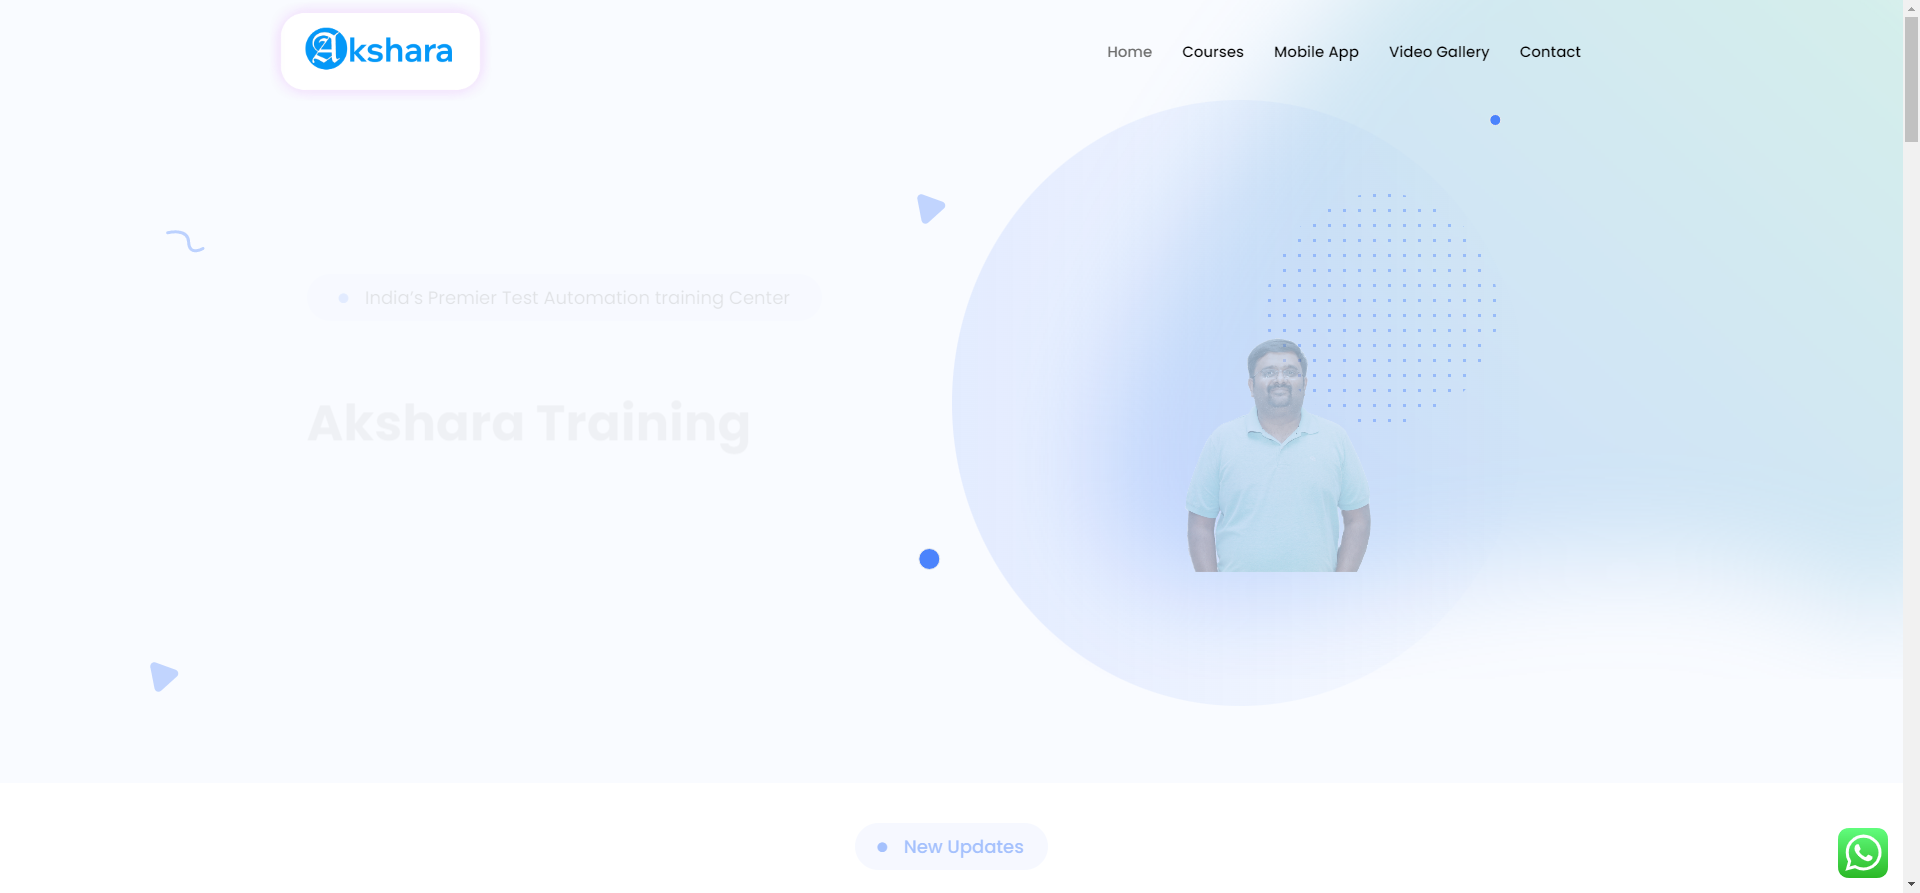 Akshara
Home Courses Mobile App Video Gallery Contact
India's Premier Test Automation training Center
Akshara Training
New Updates